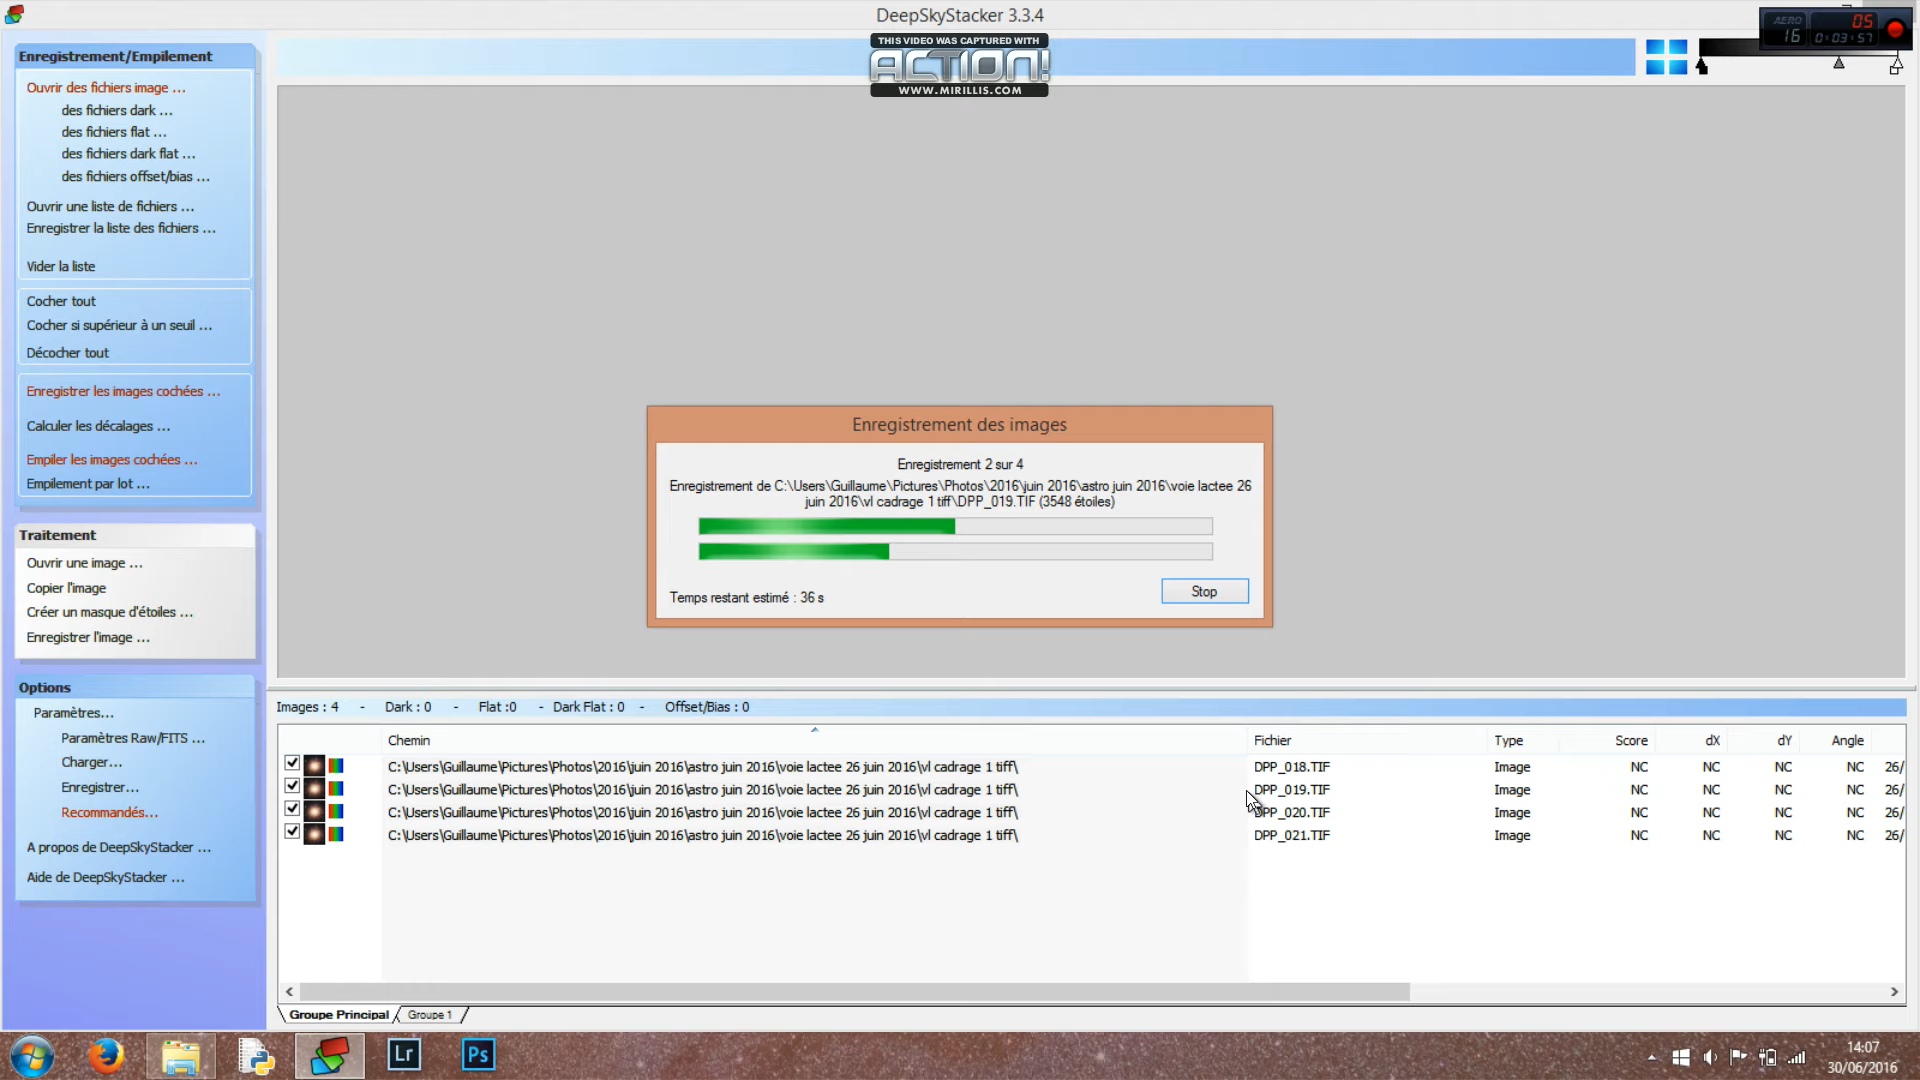 DeepSkyStacker 3.3.4
AERO
16
05
0:03:57
THIS VIDEO WAS CAPTURED WITH
ACTION!
WWW.MIRILLIS.COM
Enregistrement/Empilement
Ouvrir des fichiers image ...
des fichiers dark ...
des fichiers flat ...
des fichiers dark flat ...
des fichiers offset/bias ...
Ouvrir une liste de fichiers ...
Enregistrer la liste des fichiers ...
Vider la liste
Cocher tout
Cocher si supérieur à un seuil ...
Décocher tout
Enregistrer les images cochées ...
Calculer les décalages ...
Empiler les images cochées ...
Empilement par lot ...
Traitement
Ouvrir une image ...
Copier l'image
Créer un masque d'étoiles ...
Enregistrer l'image ...
Options
Paramètres...
Paramètres Raw/FITS ...
Charger...
Enregistrer...
Recommandés...
A propos de DeepSkyStacker ...
Aide de DeepSkyStacker ...
Enregistrement des images
Enregistrement 2 sur 4
Enregistrement de C:\Users\Guillaume\Pictures\Photos\2016\juin 2016\astro juin 2016\voie lactee 26
juin 2016\vl cadrage 1 tiff\DPP_019.TIF (3548 étoiles)
Temps restant estimé : 36 s
Stop
Images : 4 - Dark : 0 - Flat :0 - Dark Flat : 0 - Offset/Bias : 0
Chemin Fichier Type Score dX dY Angle
C:\Users\Guillaume\Pictures\Photos\2016\juin 2016\astro juin 2016\voie lactee 26 juin 2016\vl cadrage 1 tiff\ DPP_018.TIF Image NC NC NC NC 26/
C:\Users\Guillaume\Pictures\Photos\2016\juin 2016\astro juin 2016\voie lactee 26 juin 2016\vl cadrage 1 tiff\ DPP_019.TIF Image NC NC NC NC 26/
C:\Users\Guillaume\Pictures\Photos\2016\juin 2016\astro juin 2016\voie lactee 26 juin 2016\vl cadrage 1 tiff\ DPP_020.TIF Image NC NC NC NC 26/
C:\Users\Guillaume\Pictures\Photos\2016\juin 2016\astro juin 2016\voie lactee 26 juin 2016\vl cadrage 1 tiff\ DPP_021.TIF Image NC NC NC NC 26/
Groupe Principal Groupe 1
Lr Ps
14:07
30/06/2016